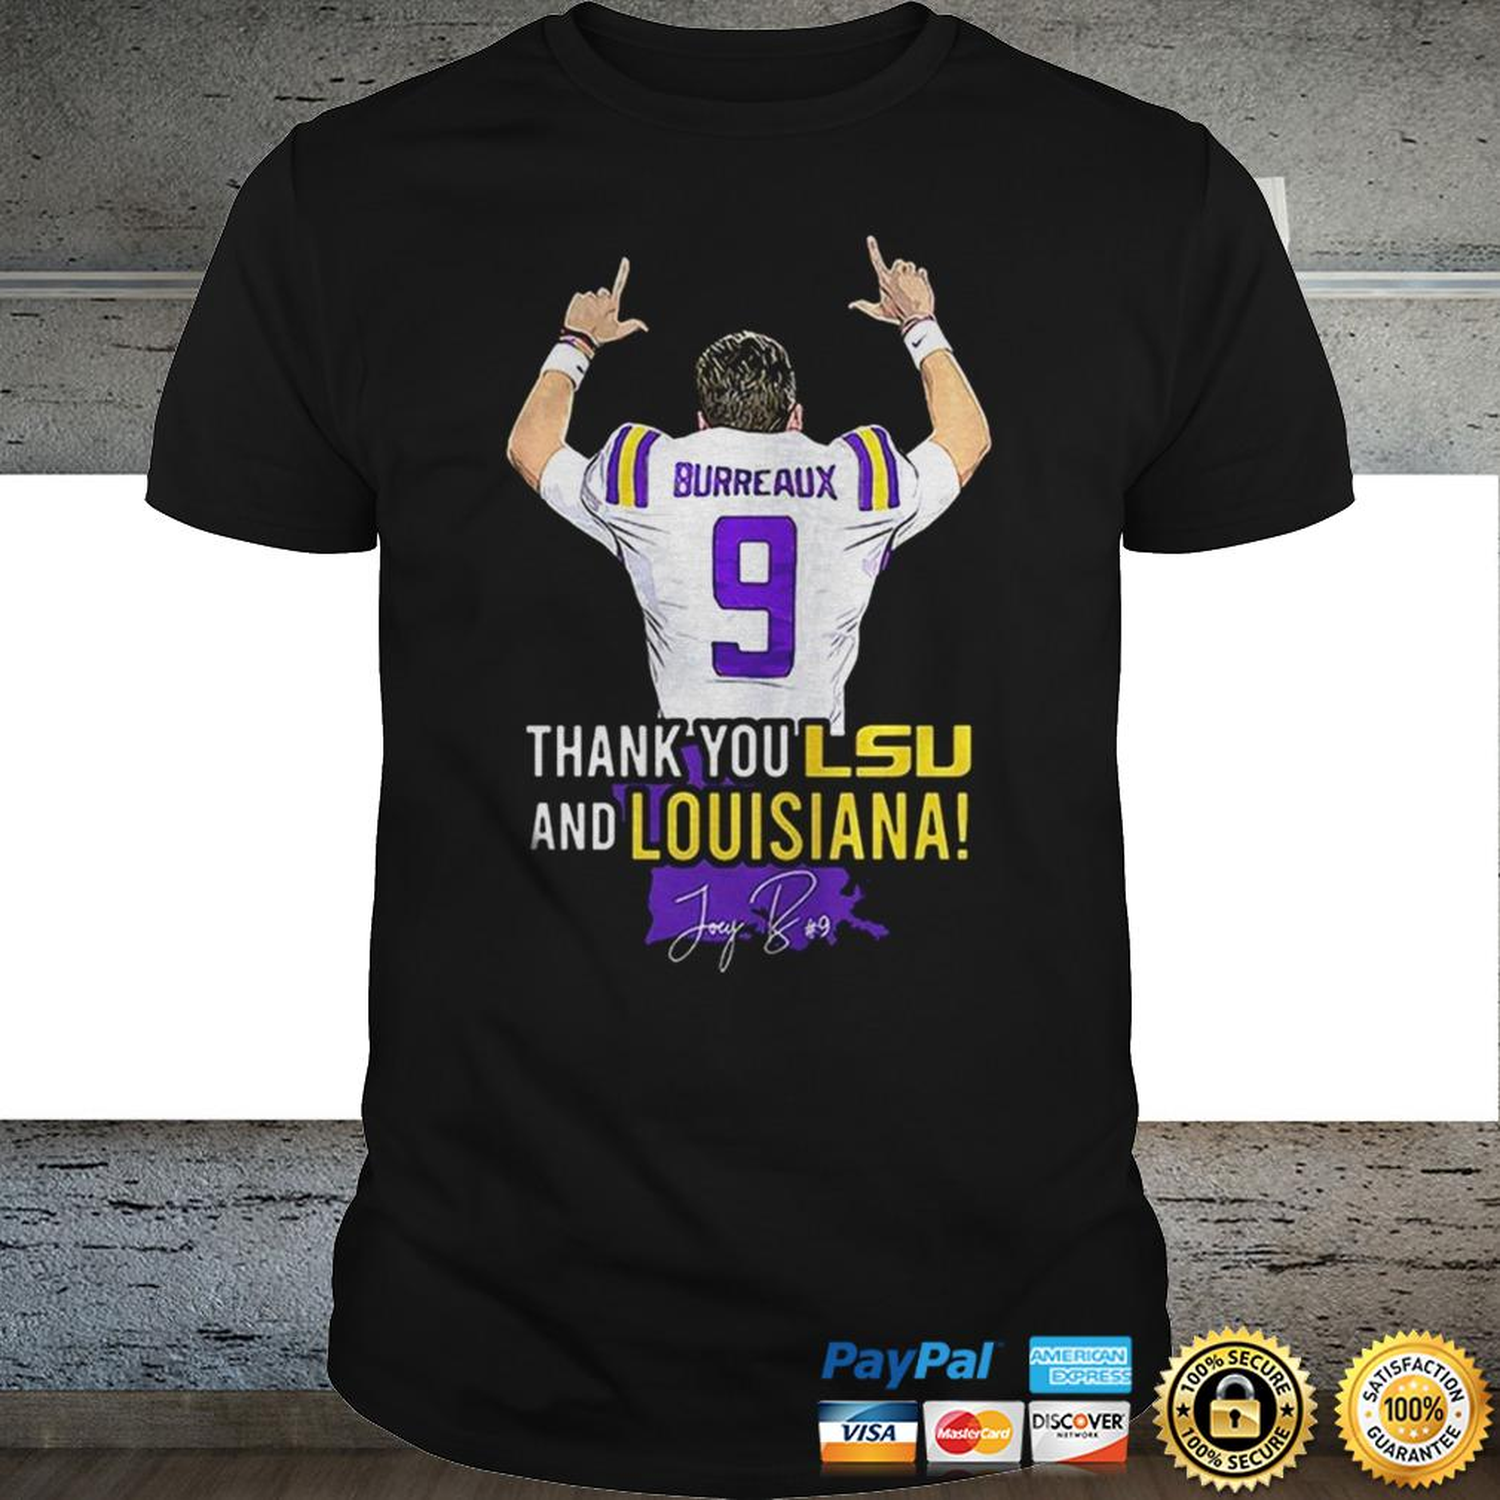 BURREAUX
9
THANK YOU LSU
AND LOUISIANA!
Joey B #9
PayPal
AMERICAN
EXPRESS
VISA
MasterCard
DISCOVER
NETWORK
100% SECURE
100% SECURE
SATISFACTION
100%
GUARANTEE